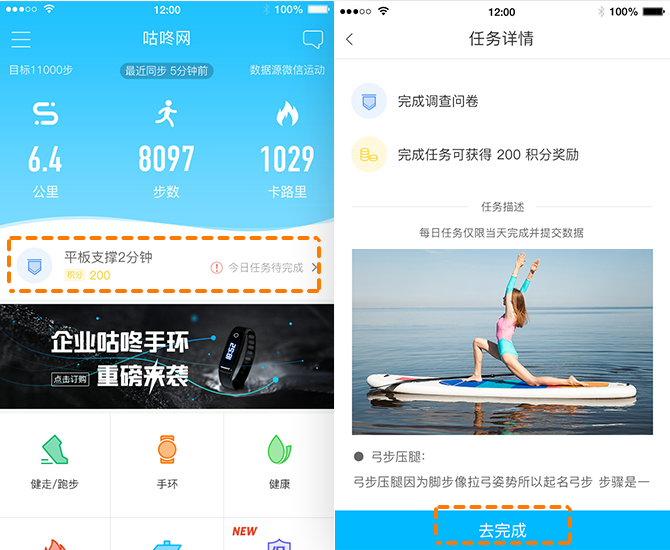 12:00
100%
咕咚网
目标11000步
最近同步 5分钟前
数据源微信运动
6.4
8097
1029
公里
步数
卡路里
平板支撑2分钟
积分 200
今日任务待完成
企业咕咚手环
点击订购
重磅来袭
25:08
健走/跑步
手环
健康
NEW
12:00
100%
任务详情
完成调查问卷
完成任务可获得 200 积分奖励
任务描述
每日任务仅限当天完成并提交数据
弓步压腿：
弓步压腿因为脚步像拉弓姿势所以起名弓步 步骤是一
去完成